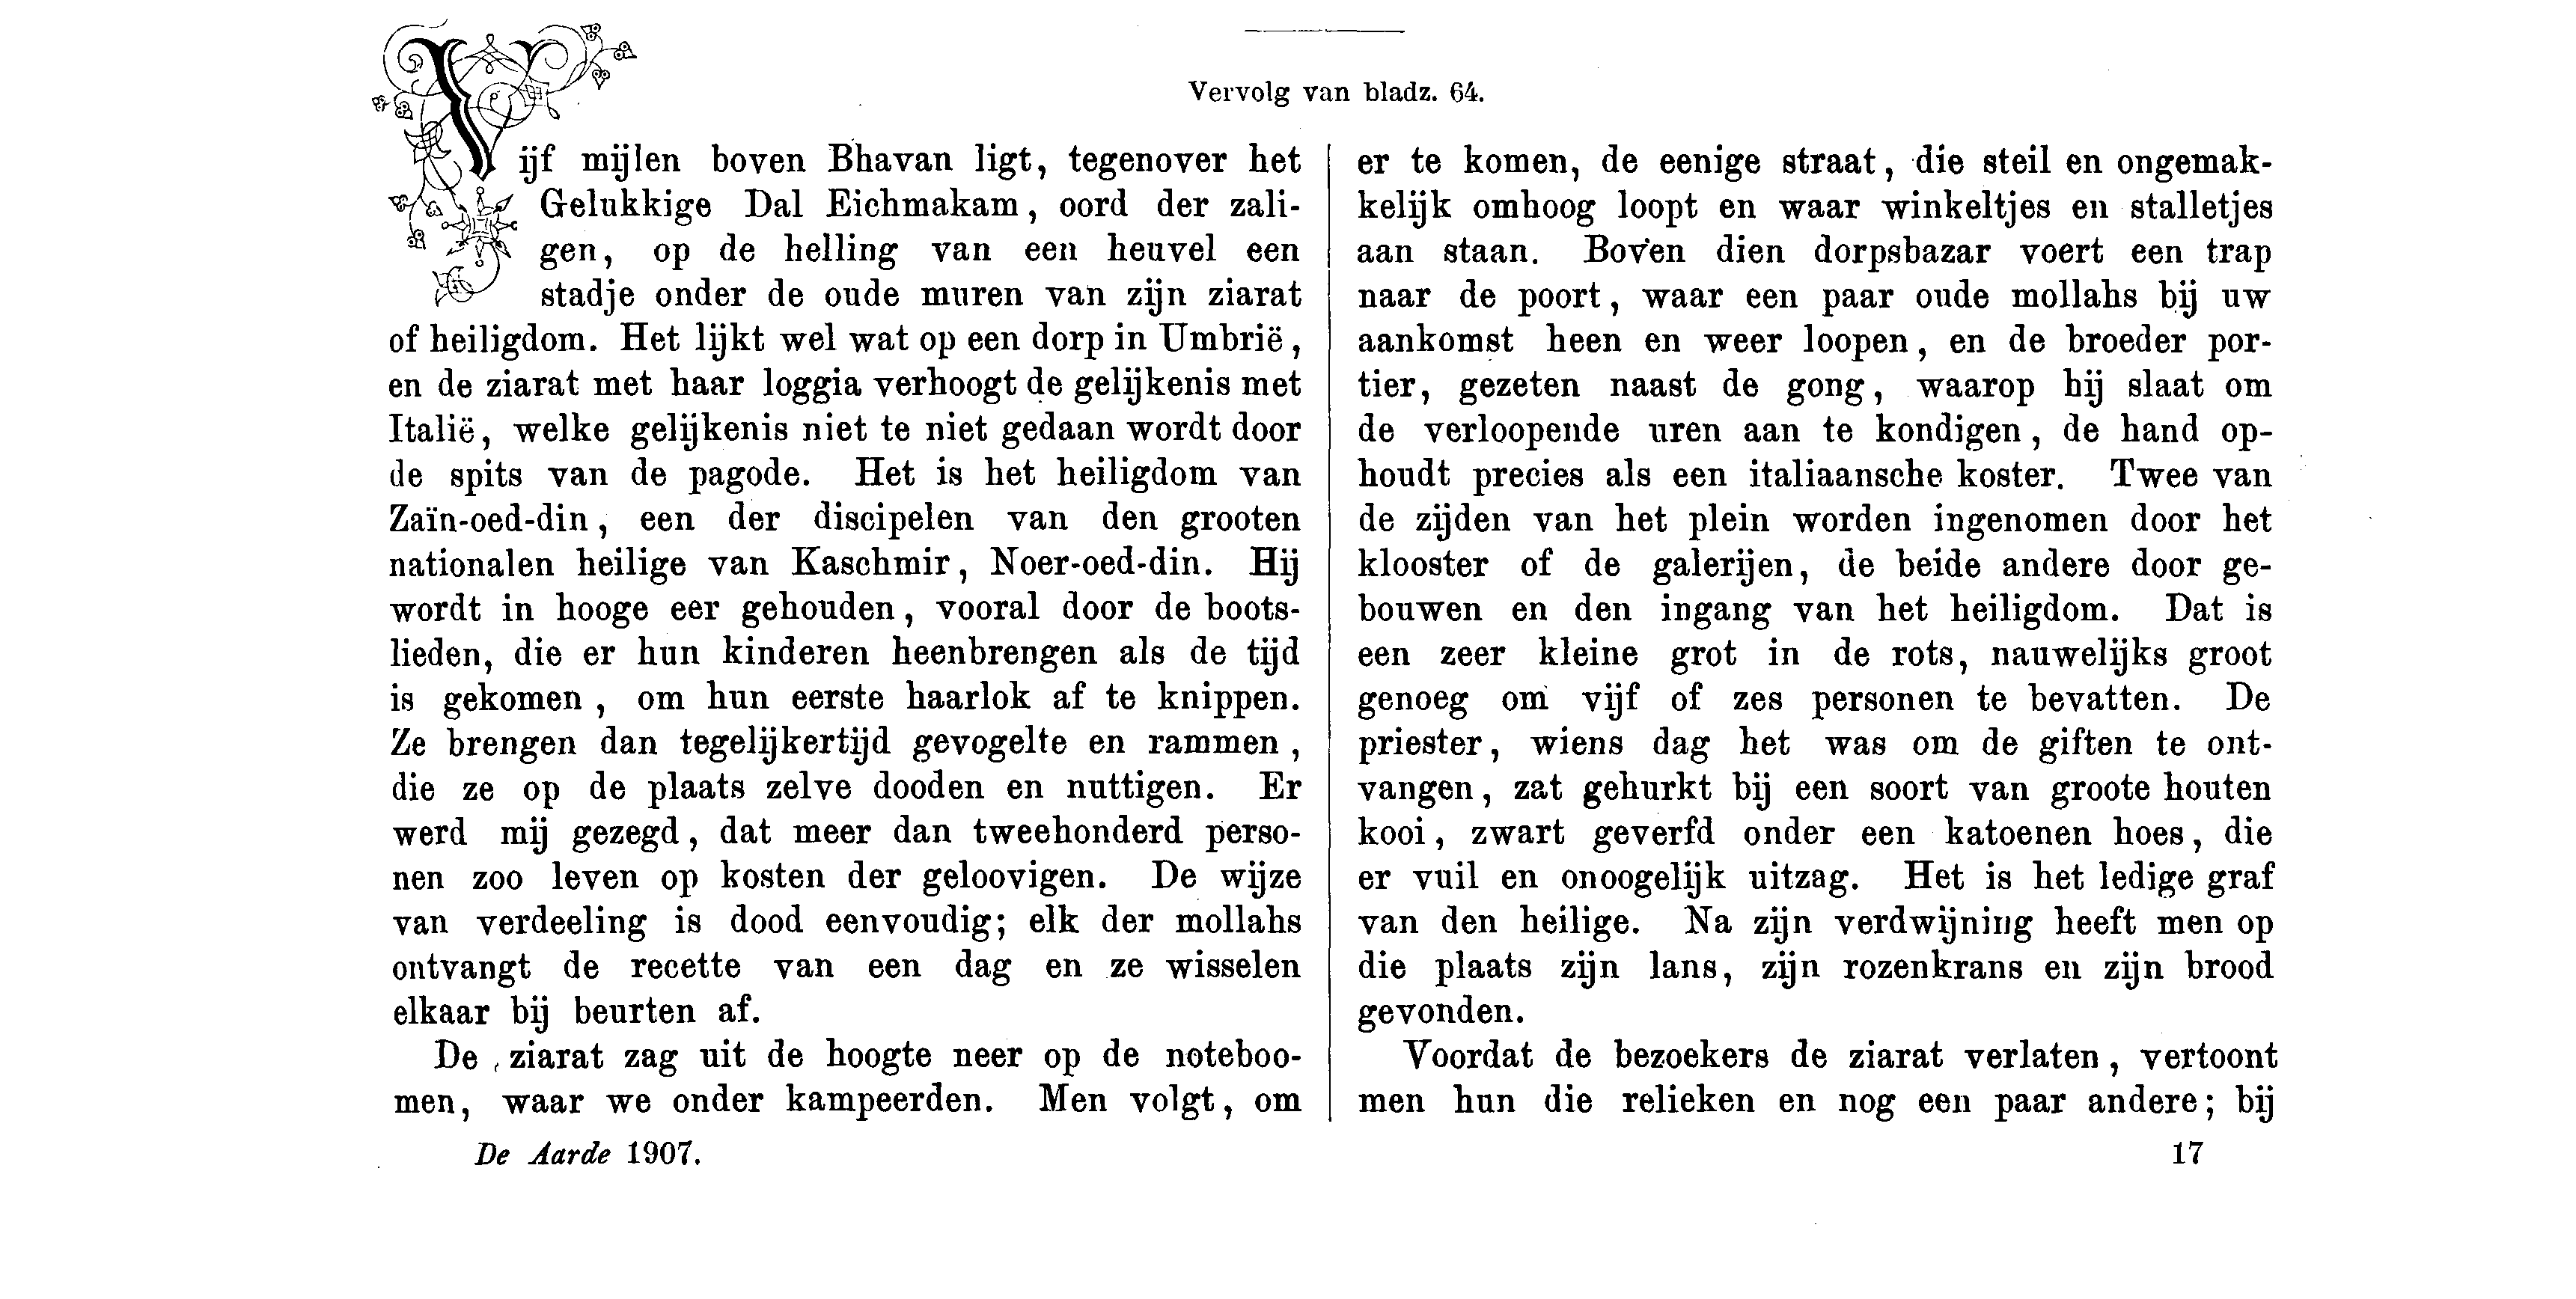 Vervolg van bladz. 64.
Vijf mijlen boven Bhavan ligt, tegenover het
Gelukkige Dal Eichmakam, oord der zali-
gen, op de helling van een heuvel een
stadje onder de oude muren van zijn ziarat
of heiligdom. Het lijkt wel wat op een dorp in Umbrië,
en de ziarat met haar loggia verhoogt de gelijkenis met
Italië, welke gelijkenis niet te niet gedaan wordt door
de spits van de pagode. Het is het heiligdom van
Zaïn-oed-din, een der discipelen van den grooten
nationalen heilige van Kaschmir, Noer-oed-din. Hij
wordt in hooge eer gehouden, vooral door de boots-
lieden, die er hun kinderen heenbrengen als de tijd
is gekomen, om hun eerste haarlok af te knippen.
Ze brengen dan tegelijkertijd gevogelte en rammen,
die ze op de plaats zelve dooden en nuttigen. Er
werd mij gezegd, dat meer dan tweehonderd perso-
nen zoo leven op kosten der geloovigen. De wijze
van verdeeling is dood eenvoudig; elk der mollahs
ontvangt de recette van een dag en ze wisselen
elkaar bij beurten af.
De ziarat zag uit de hoogte neer op de noteboo-
men, waar we onder kampeerden. Men volgt, om
er te komen, de eenige straat, die steil en ongemak-
kelijk omhoog loopt en waar winkeltjes en stalletjes
aan staan. Boven dien dorpsbazar voert een trap
naar de poort, waar een paar oude mollahs bij uw
aankomst heen en weer loopen, en de broeder por-
tier, gezeten naast de gong, waarop hij slaat om
de verloopende uren aan te kondigen, de hand op-
houdt precies als een italiaansche koster. Twee van
de zijden van het plein worden ingenomen door het
klooster of de galerijen, de beide andere door ge-
bouwen en den ingang van het heiligdom. Dat is
een zeer kleine grot in de rots, nauwelijks groot
genoeg om vijf of zes personen te bevatten. De
priester, wiens dag het was om de giften te ont-
vangen, zat gehurkt bij een soort van groote houten
kooi, zwart geverfd onder een katoenen hoes, die
er vuil en onoogelijk uitzag. Het is het ledige graf
van den heilige. Na zijn verdwijning heeft men op
die plaats zijn lans, zijn rozenkrans en zijn brood
gevonden.
Voordat de bezoekers de ziarat verlaten, vertoont
men hun die relieken en nog een paar andere; bij
De Aarde 1907.
17